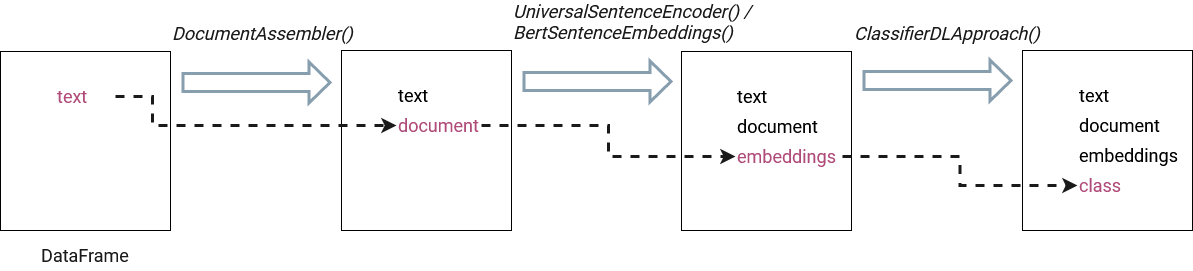 DocumentAssembler()
UniversalSentenceEncoder() /
BertSentenceEmbeddings()
ClassifierDLApproach()
text
DataFrame
text
document
text
document
embeddings
text
document
embeddings
class